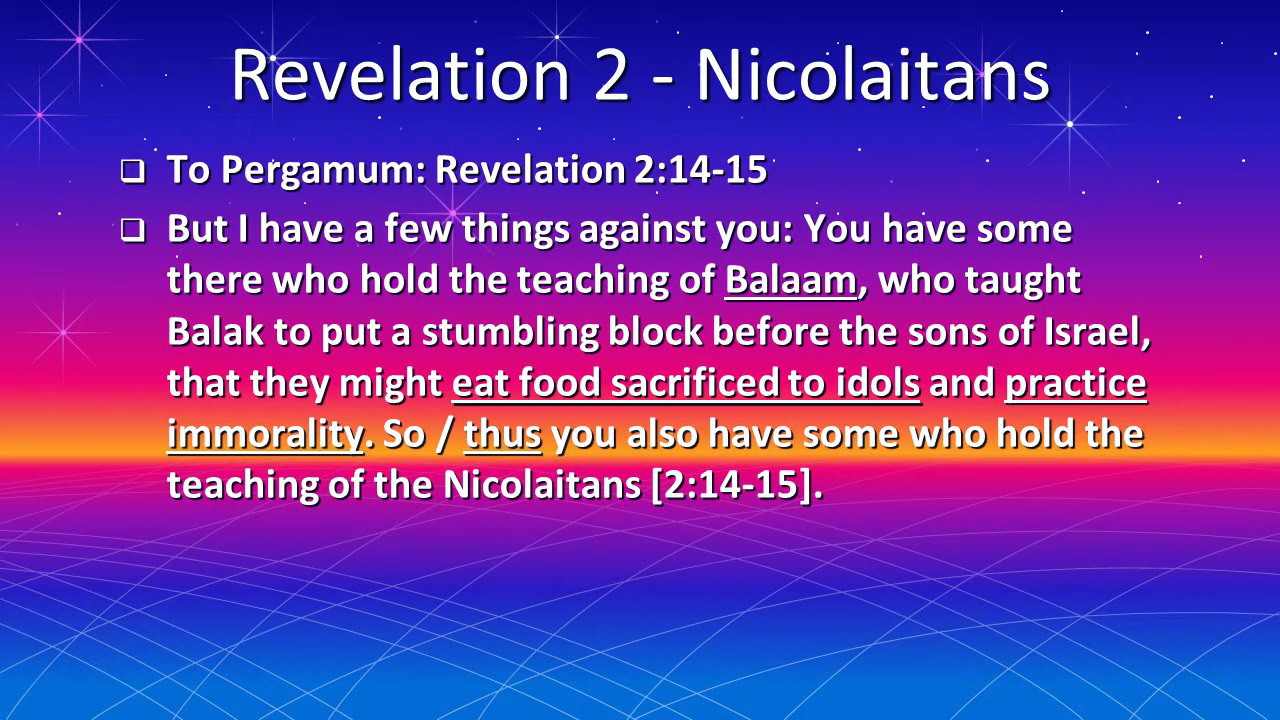 Revelation 2 - Nicolaitans
❑ To Pergamum: Revelation 2:14-15
❑ But I have a few things against you: You have some
there who hold the teaching of Balaam, who taught
Balak to put a stumbling block before the sons of Israel,
that they might eat food sacrificed to idols and practice
immorality. So / thus you also have some who hold the
teaching of the Nicolaitans [2:14-15].